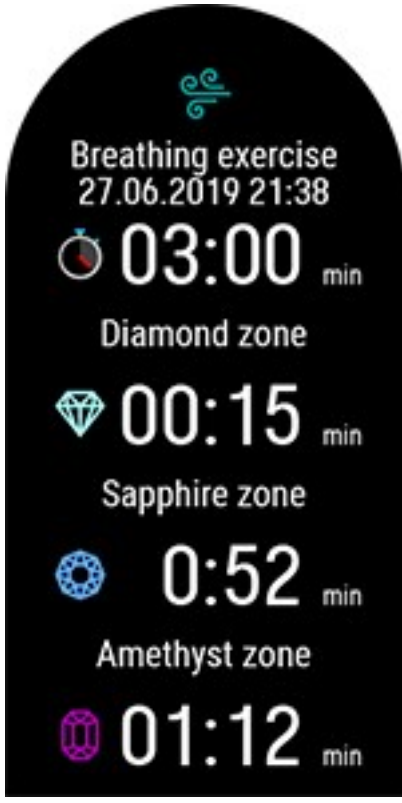 Breathing exercise
27.06.2019 21:38
03:00 min
Diamond zone
00:15 min
Sapphire zone
0:52 min
Amethyst zone
01:12 min